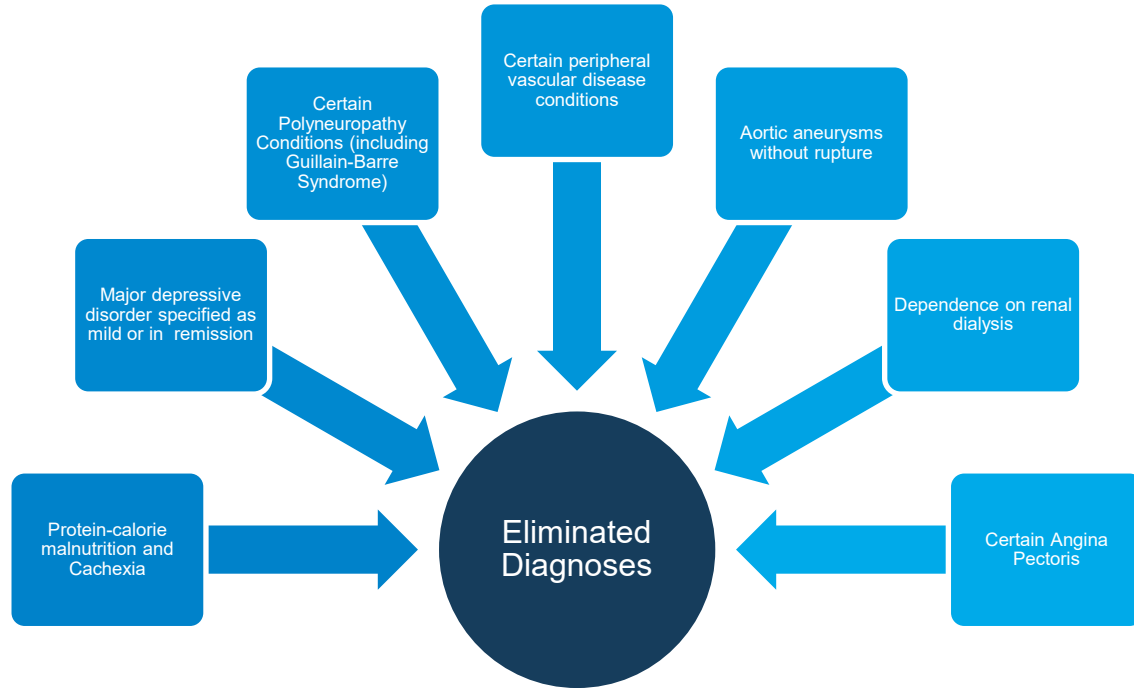 Certain peripheral
vascular disease
conditions
Certain
Polyneuropathy
Conditions (including
Guillain-Barre
Syndrome)
Aortic aneurysms
without rupture
Major depressive
disorder specified as
mild or in  remission
Dependence on renal
dialysis
Protein-calorie
malnutrition and
Cachexia
Eliminated
Diagnoses
Certain Angina
Pectoris